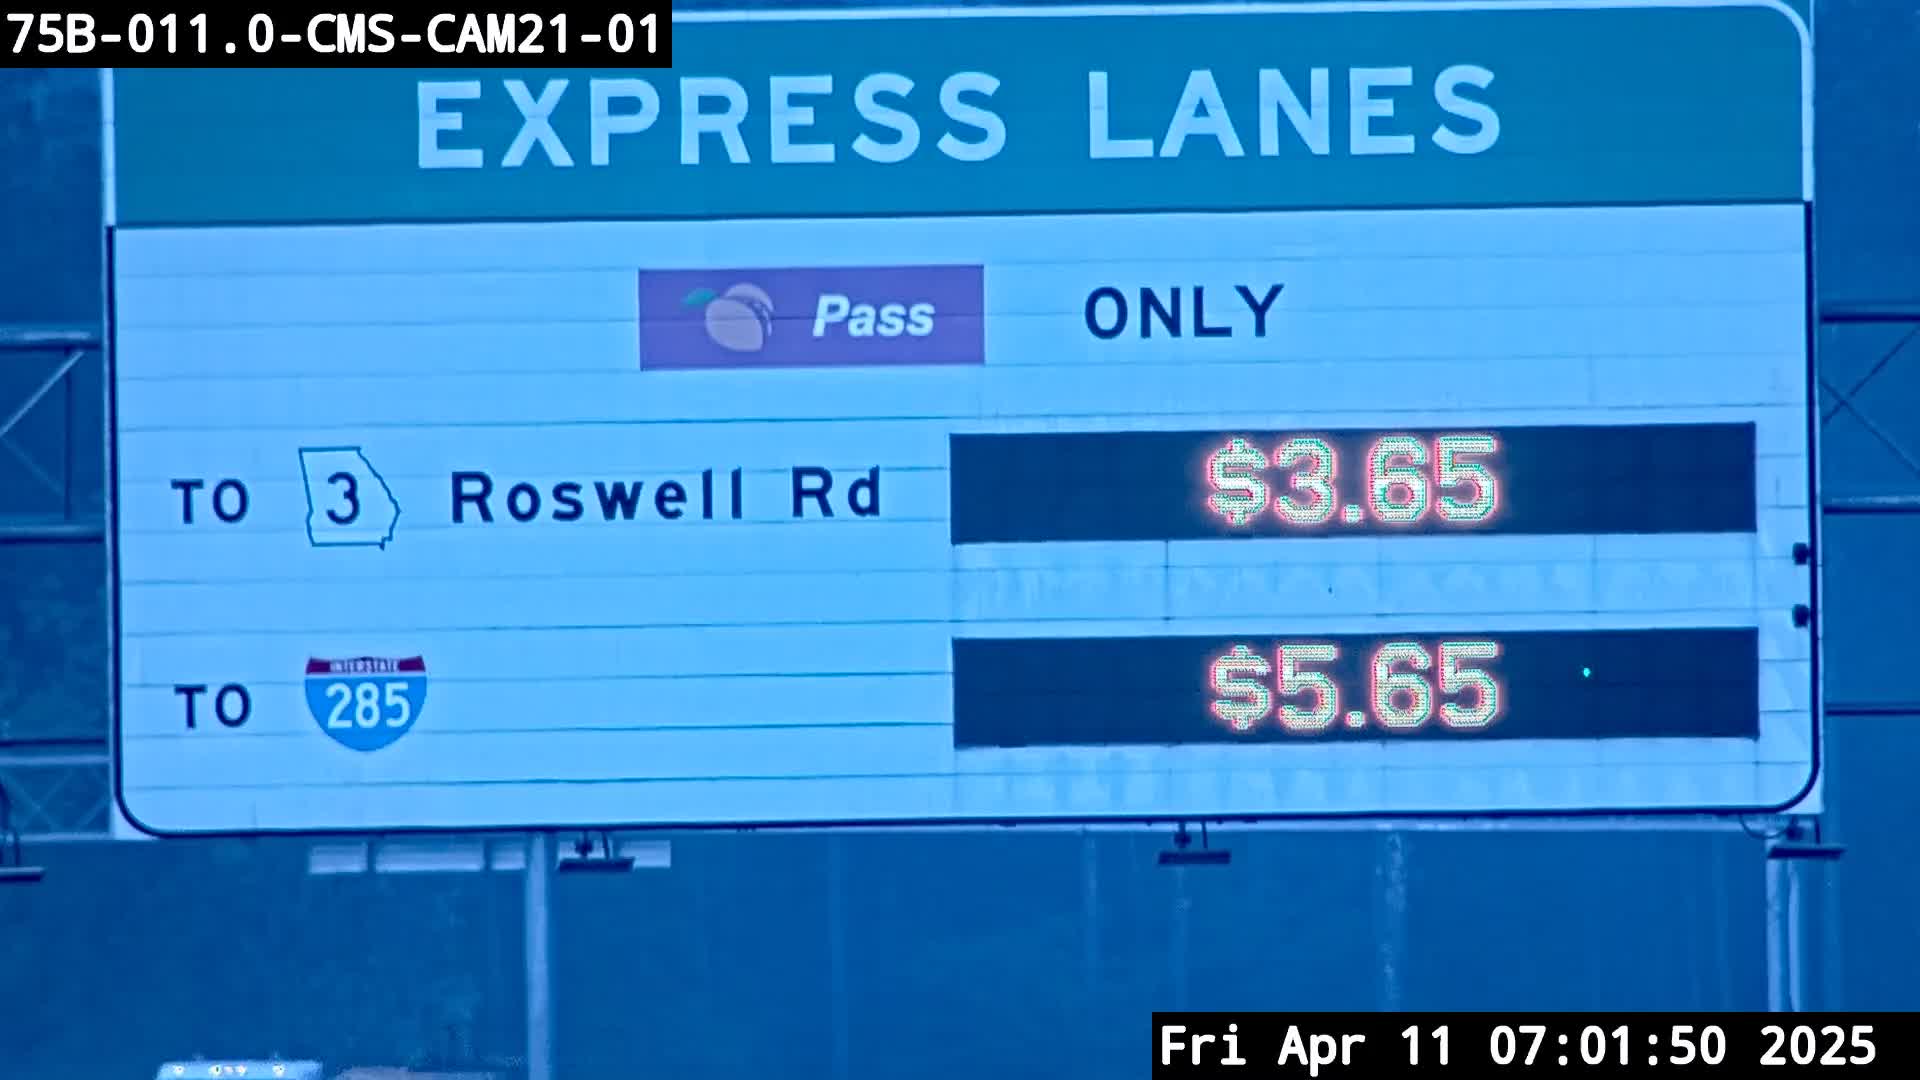 75B-011.0-CMS-CAM21-01
EXPRESS LANES
Pass ONLY
TO 3 Roswell Rd $3.65
INTERSTATE
TO 285 $5.65
Fri Apr 11 07:01:50 2025